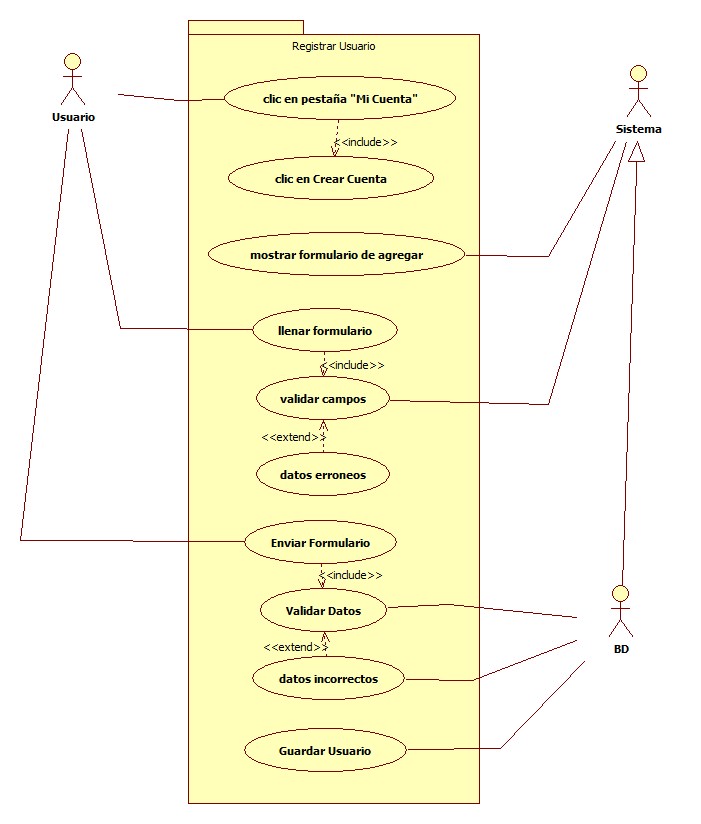 Registrar Usuario
clic en pestaña "Mi Cuenta"
Usuario
Sistema
<<include>>
clic en Crear Cuenta
mostrar formulario de agregar
llenar formulario
<<include>>
validar campos
<<extend>>
datos erroneos
Enviar Formulario
<<include>>
Validar Datos
<<extend>>
BD
datos incorrectos
Guardar Usuario